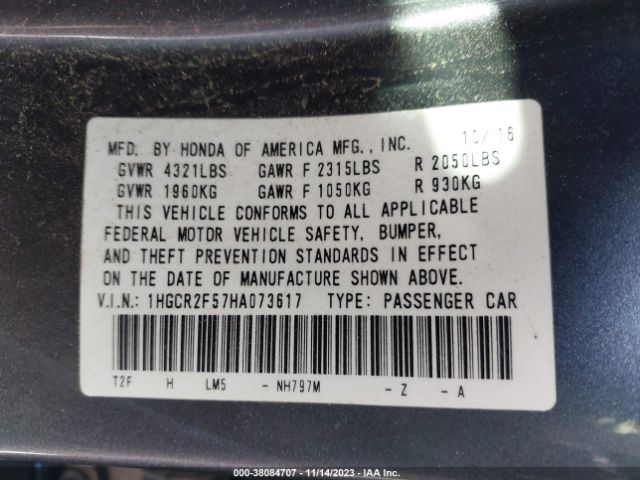 MFD. BY HONDA OF AMERICA MFG., INC. 10/16
GVWR 4321LBS GAWR F 2315LBS R 2050LBS
GVWR 1960KG GAWR F 1050KG R 930KG
THIS VEHICLE CONFORMS TO ALL APPLICABLE
FEDERAL MOTOR VEHICLE SAFETY, BUMPER,
AND THEFT PREVENTION STANDARDS IN EFFECT
ON THE DATE OF MANUFACTURE SHOWN ABOVE.
V.I.N.: 1HGCR2F57HA073617 TYPE: PASSENGER CAR
T2F H LM5 - NH797M - Z - A
000-38084707 - 11/14/2023 - IAA Inc.